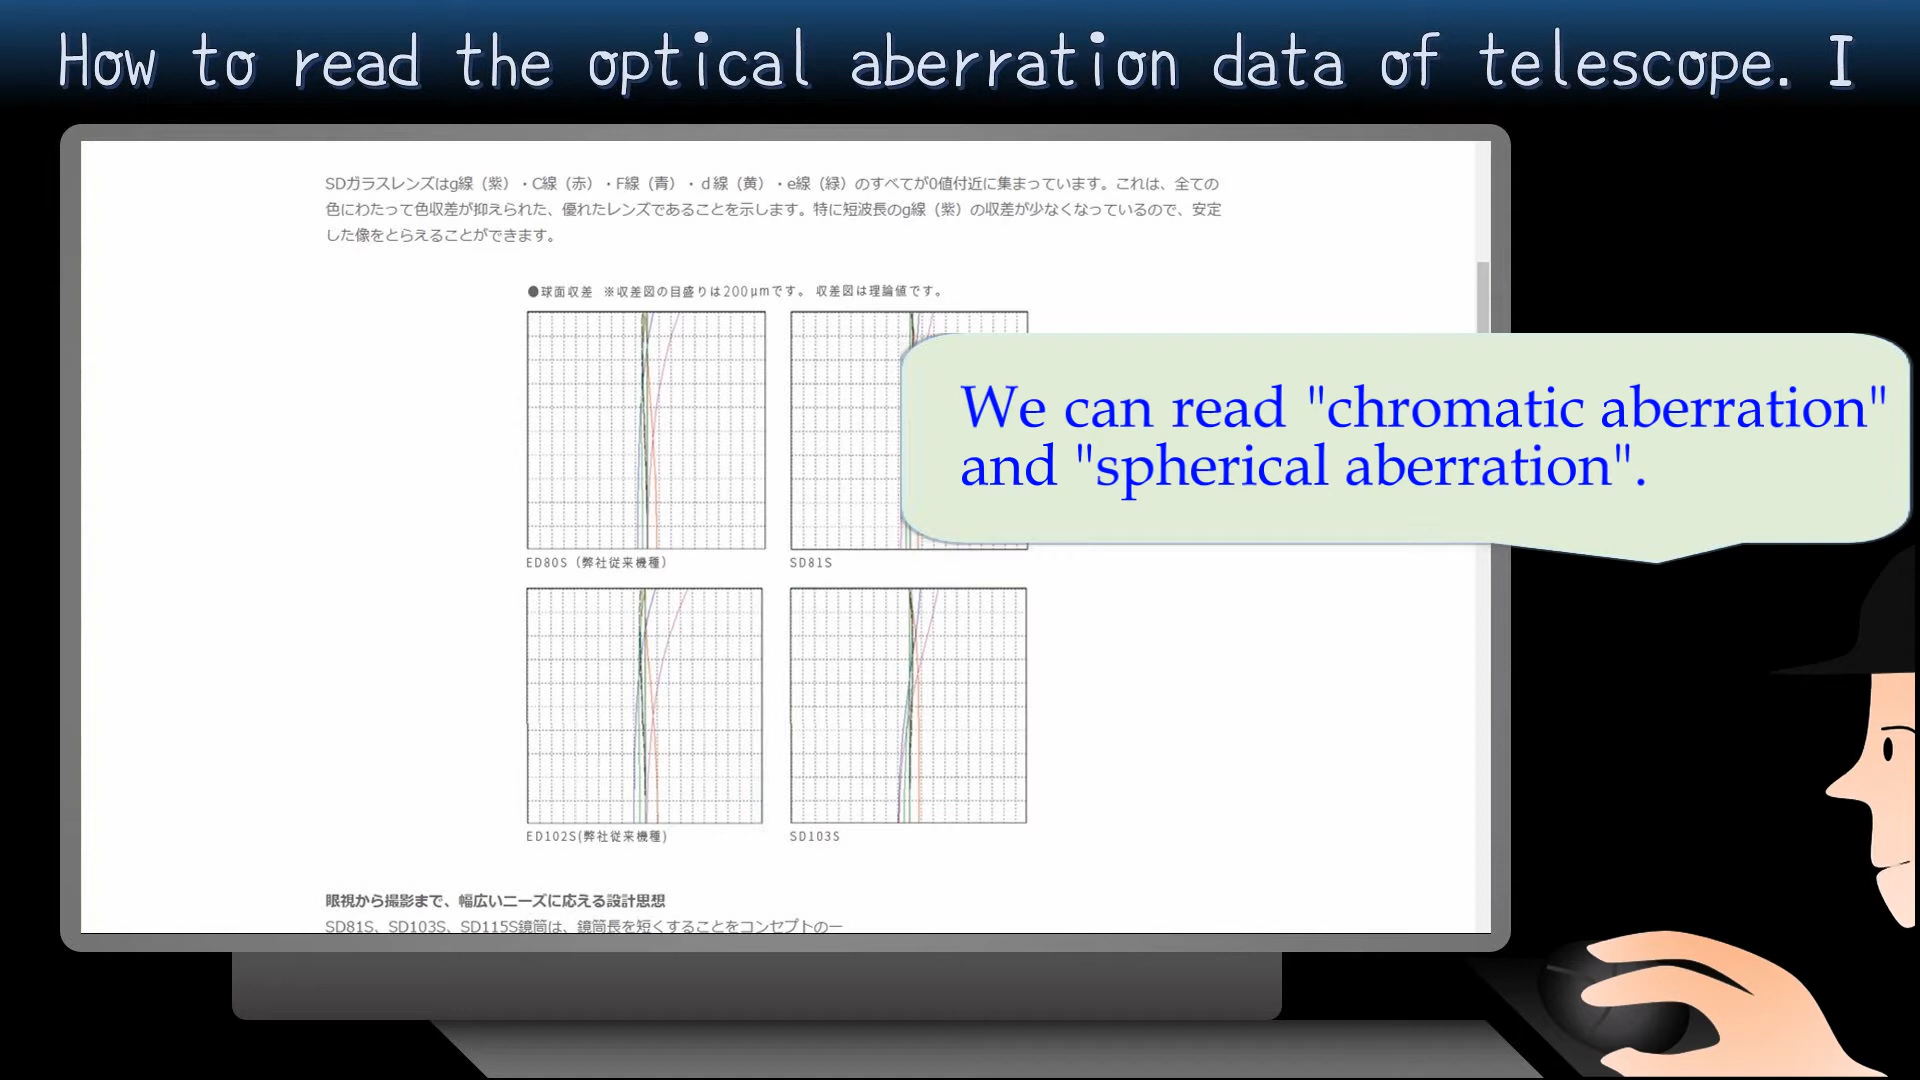 How to read the optical aberration data of telescope. I
SDガラスレンズはg線（紫）・C線（赤）・F線（青）・ｄ線（黄）・e線（緑）のすべてが0値付近に集まっています。これは、全ての
色にわたって色収差が抑えられた、優れたレンズであることを示します。特に短波長のg線（紫）の収差が少なくなっているので、安定
した像をとらえることができます。
●球面収差 ※収差図の目盛りは200μmです。 収差図は理論値です。
We can read "chromatic aberration"
and "spherical aberration".
ED80S（弊社従来機種）
SD81S
ED102S(弊社従来機種)
SD103S
眼視から撮影まで、幅広いニーズに応える設計思想
SD81S、SD103S、SD115S鏡筒は、鏡筒長を短くすることをコンセプトの一